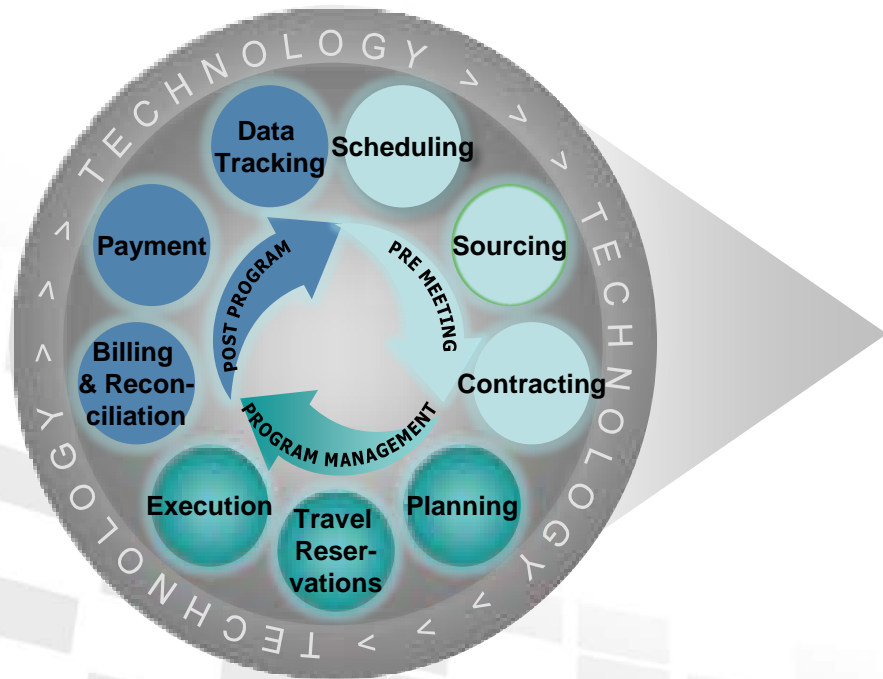 TECHNOLOGY > > > TECHNOLOGY > > > > TECHNOLOGY > > > >
Data
Tracking
Scheduling
Payment
Sourcing
POST PROGRAM
PRE MEETING
Billing
& Recon-
ciliation
Contracting
PROGRAM MANAGEMENT
Execution
Travel
Reser-
vations
Planning